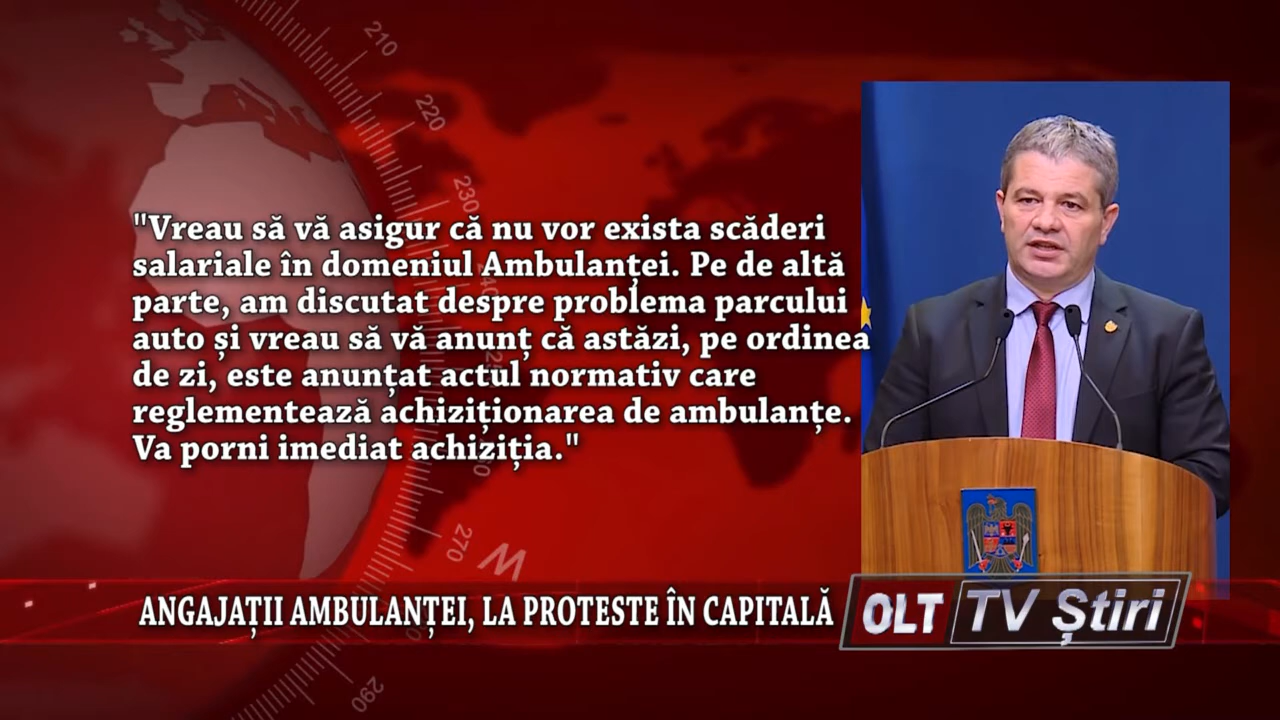 210
220
230
"Vreau să vă asigur că nu vor exista scăderi
salariale în domeniul Ambulanței. Pe de altă
parte, am discutat despre problema parcului
auto și vreau să vă anunț că astăzi, pe ordinea
de zi, este anunțat actul normativ care
reglementează achiziționarea de ambulanțe.
Va porni imediat achiziția."
270
W
290
ANGAJAȚII AMBULANȚEI, LA PROTESTE ÎN CAPITALĂ
OLT TV Știri